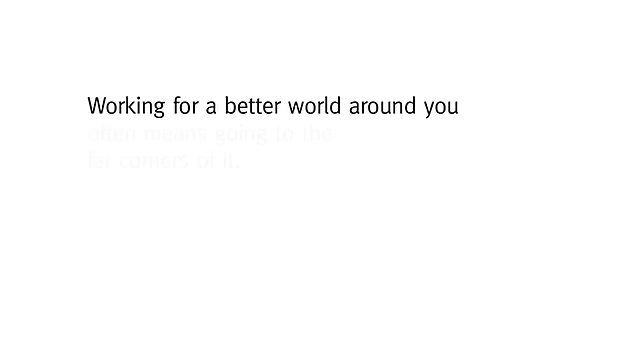 Working for a better world around you
often means going to the
far corners of it.